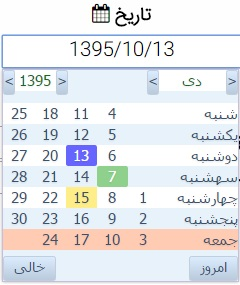 تاریخ
1395/10/13
< دی > < 1395 >
شنبه 4 11 18 25
یکشنبه 5 12 19 26
دوشنبه 6 13 20 27
سهشنبه 7 14 21 28
چهارشنبه 1 8 15 22 29
پنجشنبه 2 9 16 23 30
جمعه 3 10 17 24
امروز خالی